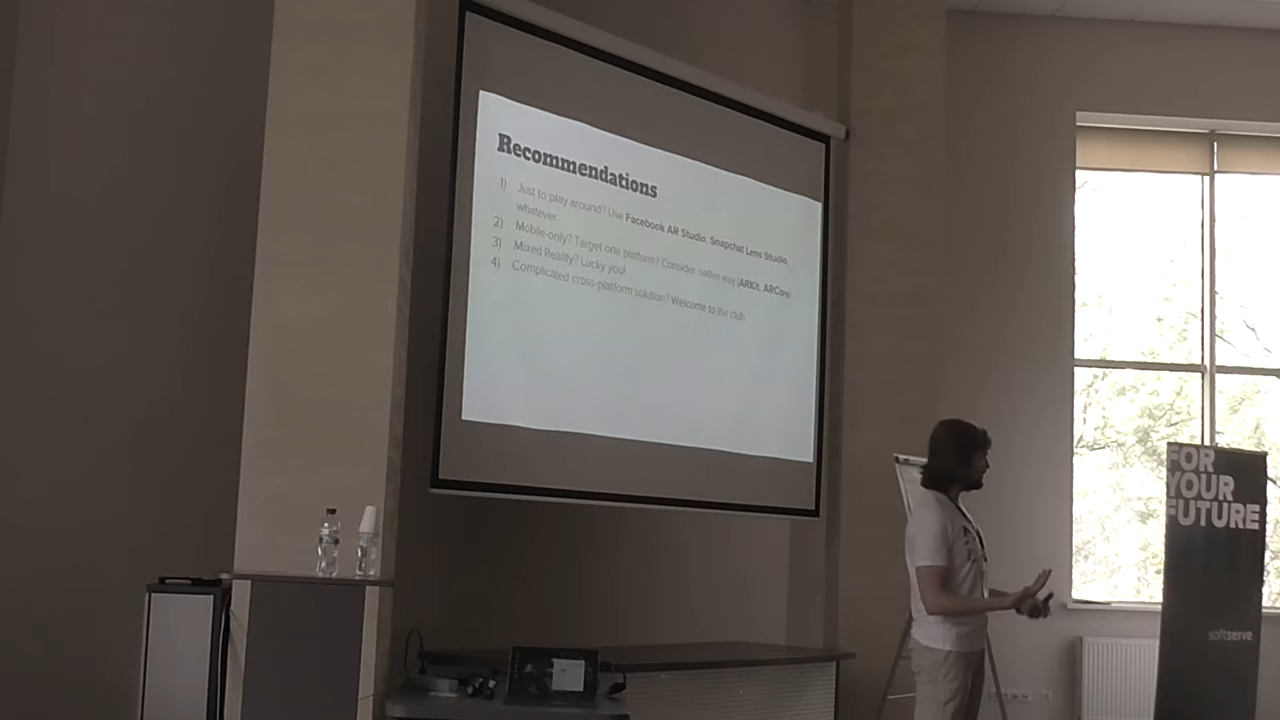 Recommendations
1) Just to play around? Use Facebook AR Studio, Snapchat Lens Studio,
whatever.
2) Mobile-only? Target one platform? Consider native way (ARKit, ARCore)
3) Mixed Reality? Lucky you!
4) Complicated cross-platform solution? Welcome to the club
FOR
YOUR
FUTURE
softserve